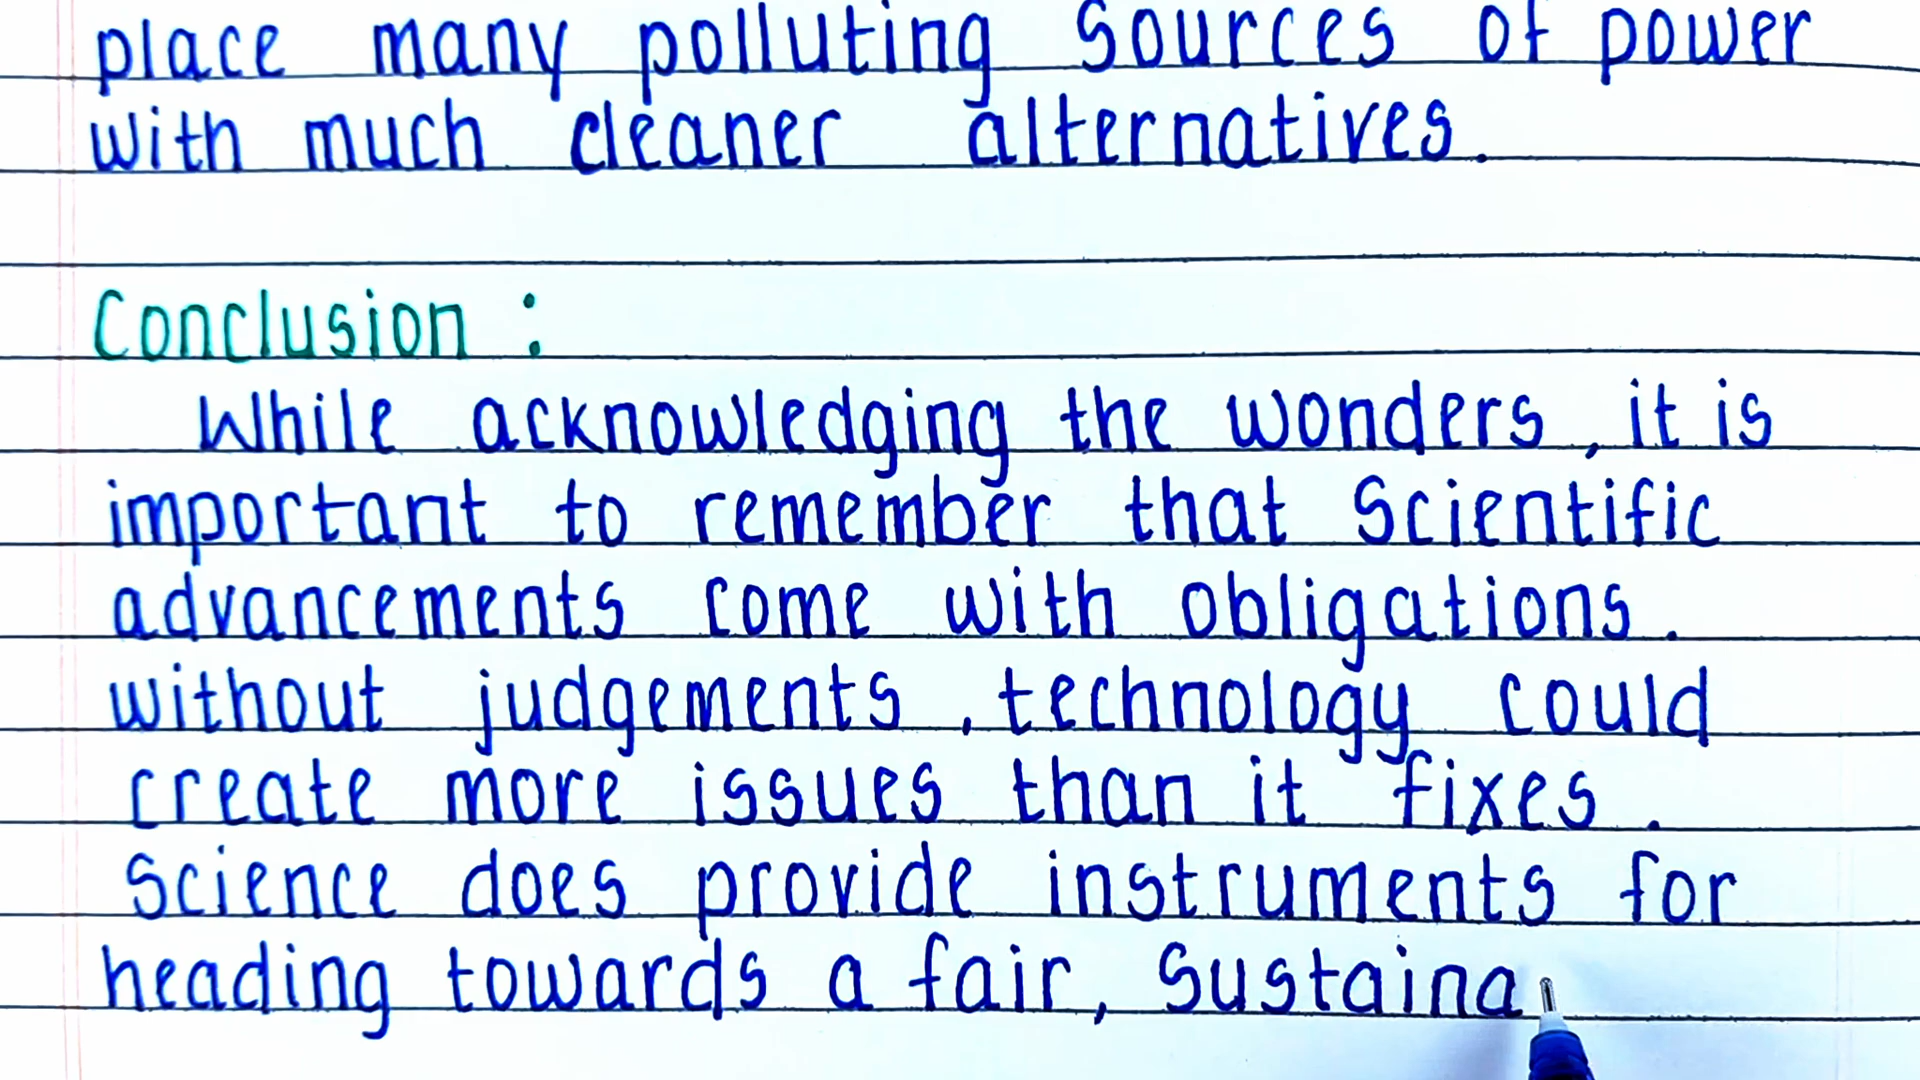 place many polluting sources of power
with much cleaner alternatives.
Conclusion :
While acknowledging the wonders, it is
important to remember that scientific
advancements come with obligations.
without judgements, technology could
create more issues than it fixes.
Science does provide instruments for
heading towards a fair, sustaina